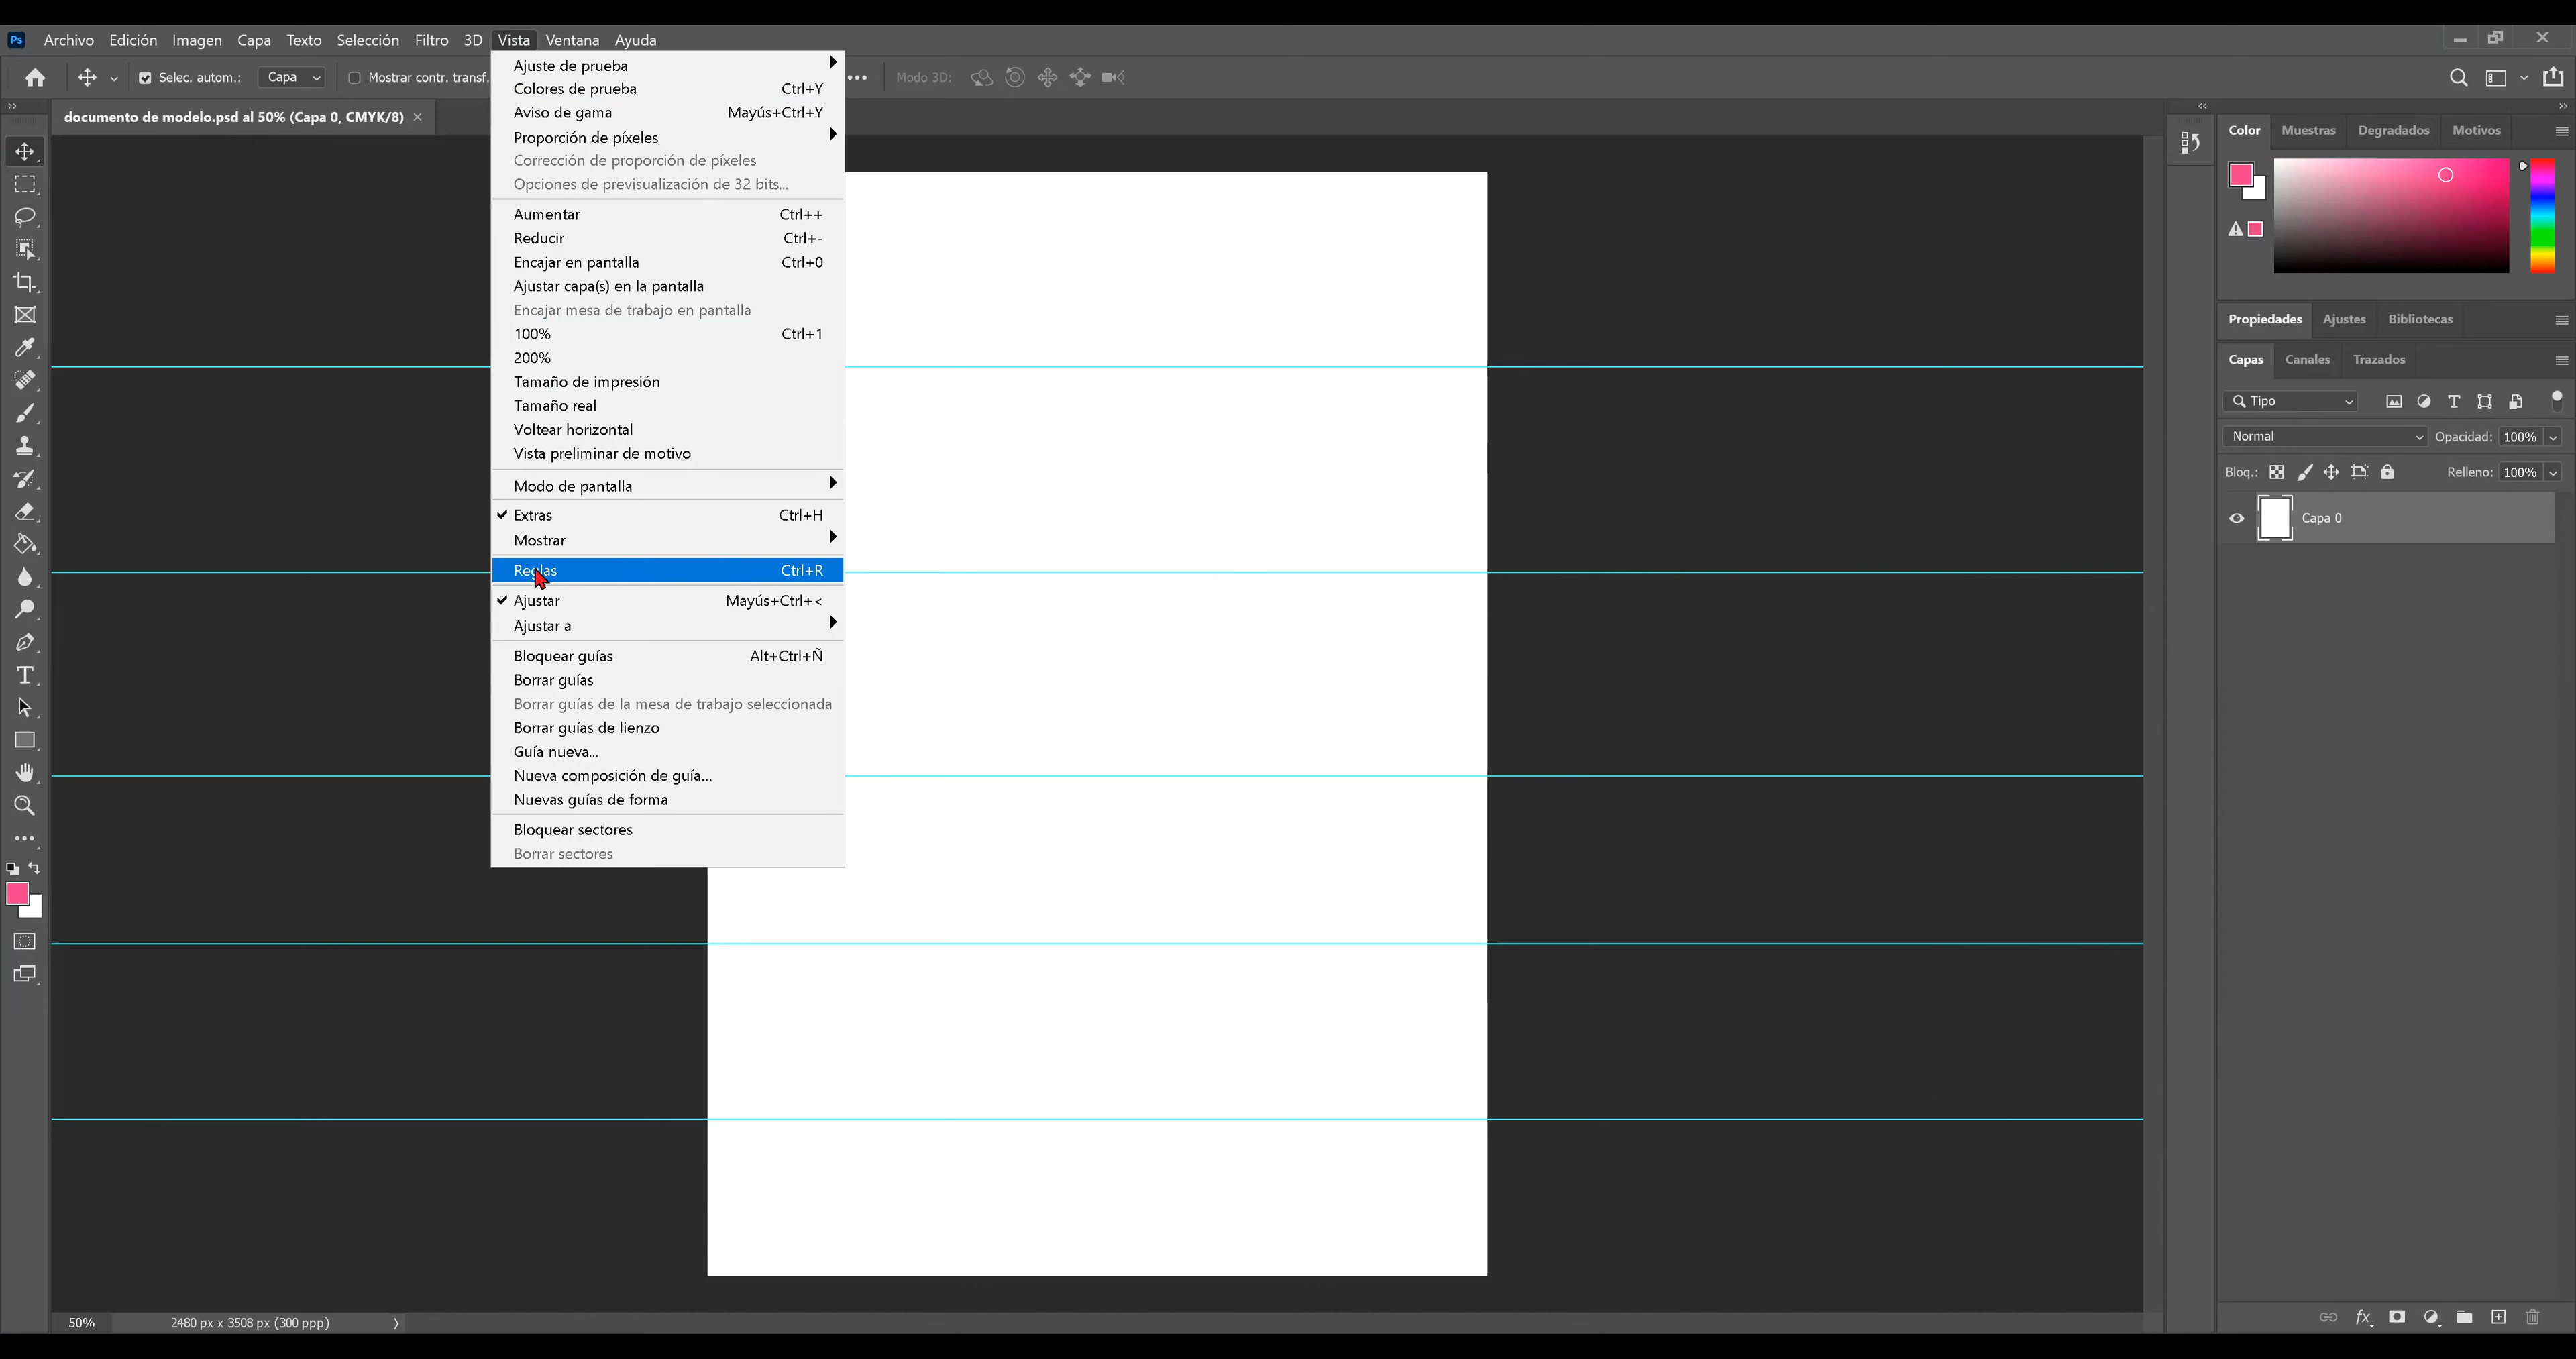 Ps Archivo Edición Imagen Capa Texto Selección Filtro 3D Vista Ventana Ayuda
Selec. autom.: Capa Mostrar contr. transf. Modo 3D:
documento de modelo.psd al 50% (Capa 0, CMYK/8)
Ajuste de prueba
Colores de prueba Ctrl+Y
Aviso de gama Mayús+Ctrl+Y
Proporción de píxeles
Corrección de proporción de píxeles
Opciones de previsualización de 32 bits...
Aumentar Ctrl++
Reducir Ctrl+-
Encajar en pantalla Ctrl+0
Ajustar capa(s) en la pantalla
Encajar mesa de trabajo en pantalla
100% Ctrl+1
200%
Tamaño de impresión
Tamaño real
Voltear horizontal
Vista preliminar de motivo
Modo de pantalla
Extras Ctrl+H
Mostrar
Reglas Ctrl+R
Ajustar Mayús+Ctrl+<
Ajustar a
Bloquear guías Alt+Ctrl+Ñ
Borrar guías
Borrar guías de la mesa de trabajo seleccionada
Borrar guías de lienzo
Guía nueva...
Nueva composición de guía...
Nuevas guías de forma
Bloquear sectores
Borrar sectores
Color Muestras Degradados Motivos
Propiedades Ajustes Bibliotecas
Capas Canales Trazados
Tipo
Normal Opacidad: 100%
Bloq.: Relleno: 100%
Capa 0
fx
50% 2480 px x 3508 px (300 ppp)